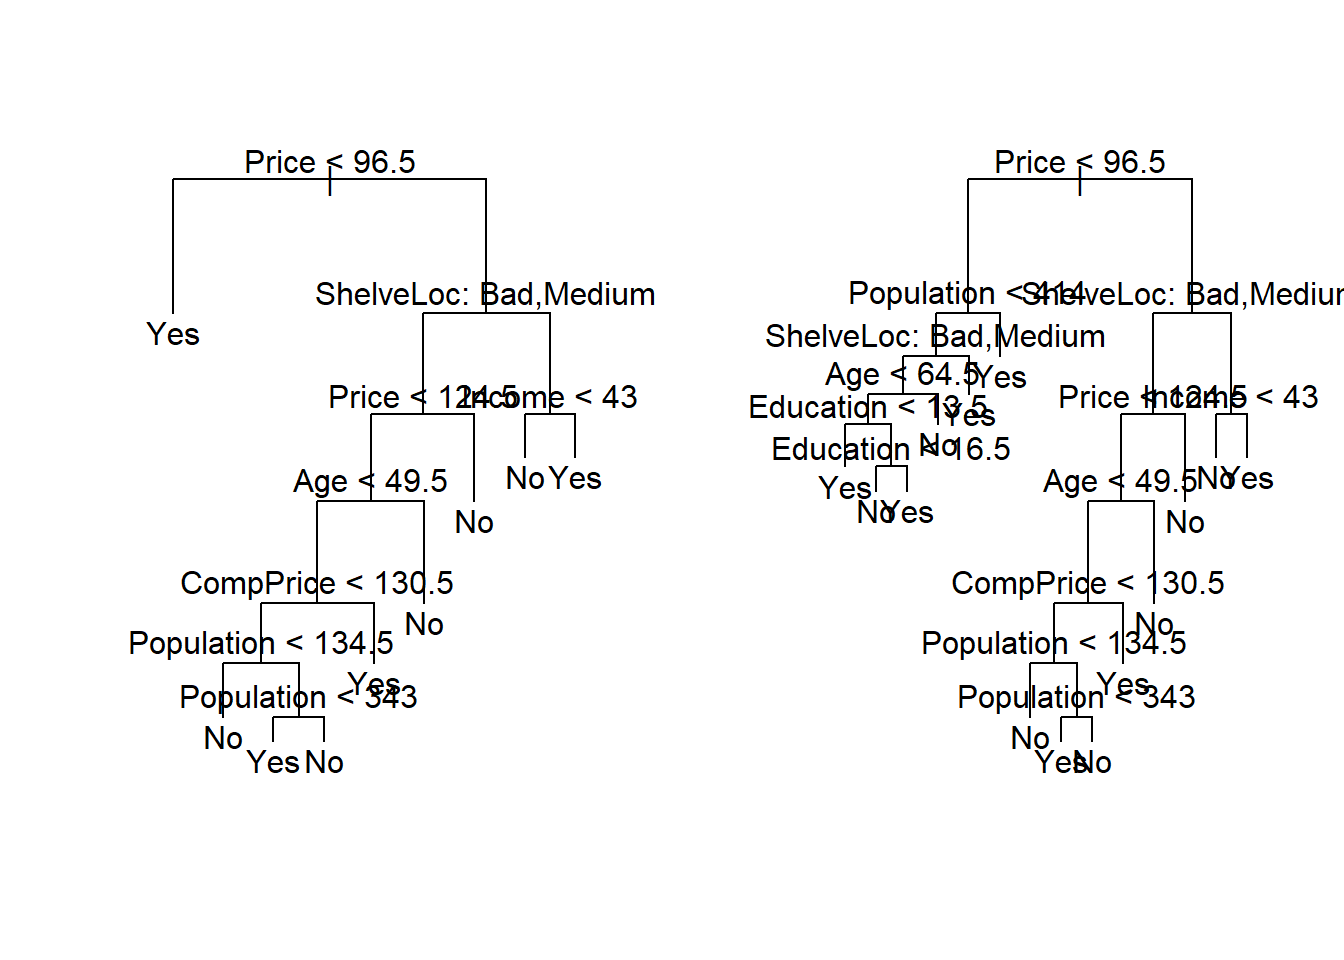 Price < 96.5
ShelveLoc: Bad,Medium
Yes
Price < 124.5
Income < 43
No
Yes
Age < 49.5
No
CompPrice < 130.5
No
Population < 134.5
Yes
Population < 343
No
Yes
No
Price < 96.5
Population < 414
ShelveLoc: Bad,Medium
ShelveLoc: Bad,Medium
Age < 64.5
Yes
Education < 13.5
Yes
Education < 16.5
No
Yes
No
Yes
Price < 124.5
Income < 43
Age < 49.5
No
Yes
No
CompPrice < 130.5
No
Population < 134.5
Yes
Population < 343
No
Yes
No